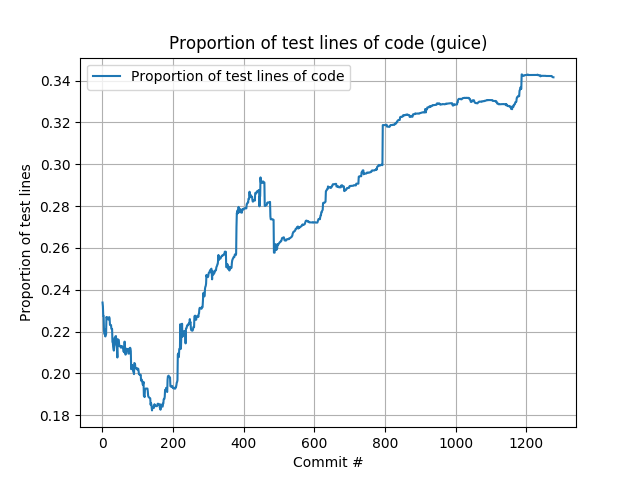 Proportion of test lines of code (guice)
Proportion of test lines of code
Proportion of test lines
0.34
0.32
0.30
0.28
0.26
0.24
0.22
0.20
0.18
0 200 400 600 800 1000 1200
Commit #